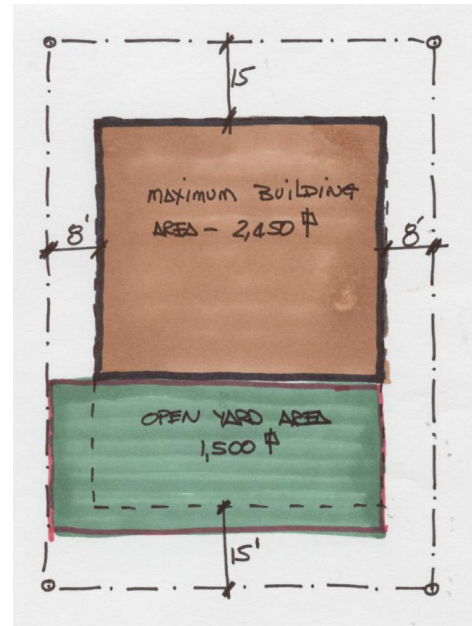 15
MAXIMUM BUILDING
AREA - 2,450 ⏍
8'
8'
OPEN YARD AREA
1,500 ⏍
15'